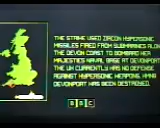 THE STAME USED ZIRCON HYPERSONIC
MISSILES FIRED FROM SUBMARINES ALONG
THE DEVON COAST TO BOMBARD HER
MAJESTIES NAVAL BASE AT DEVONPORT.
THE UK CURRENTLY HAS NO DEFENSE
AGAINST HYPERSONIC WEAPONS. HMNB
DEVONPORT HAS BEEN DESTROYED.
BBC